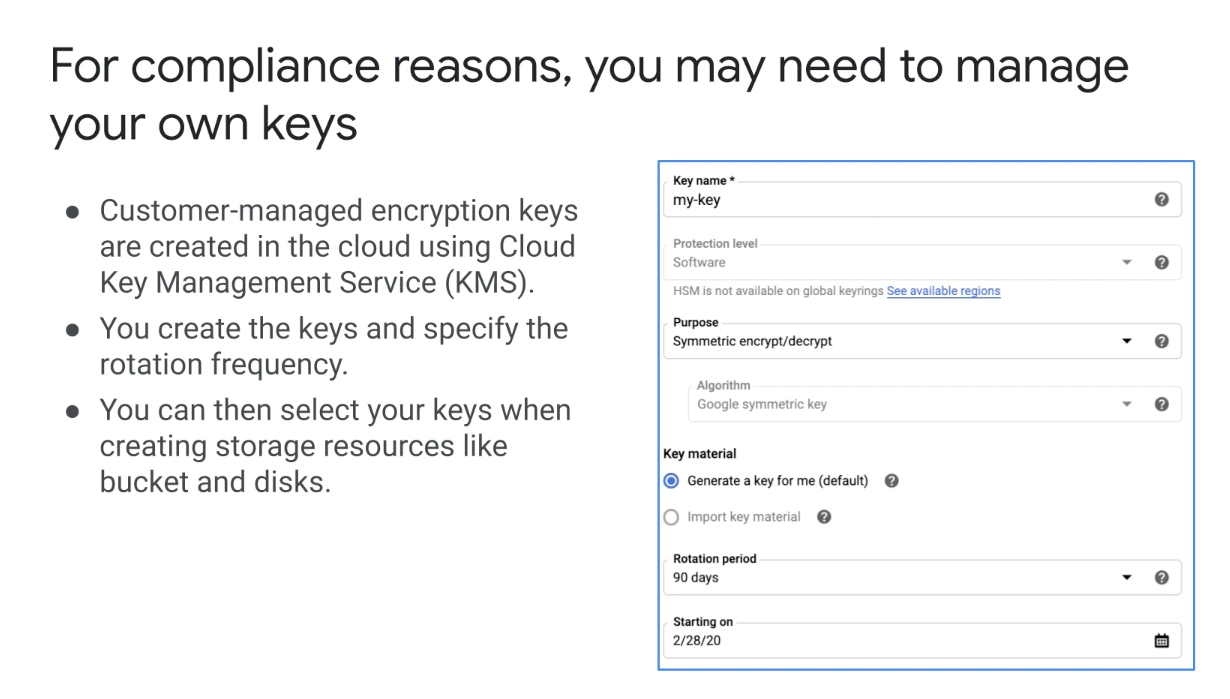 For compliance reasons, you may need to manage
your own keys
● Customer-managed encryption keys
are created in the cloud using Cloud
Key Management Service (KMS).
● You create the keys and specify the
rotation frequency.
● You can then select your keys when
creating storage resources like
bucket and disks.
Key name *
my-key
Protection level
Software
HSM is not available on global keyrings See available regions
Purpose
Symmetric encrypt/decrypt
Algorithm
Google symmetric key
Key material
Generate a key for me (default)
Import key material
Rotation period
90 days
Starting on
2/28/20